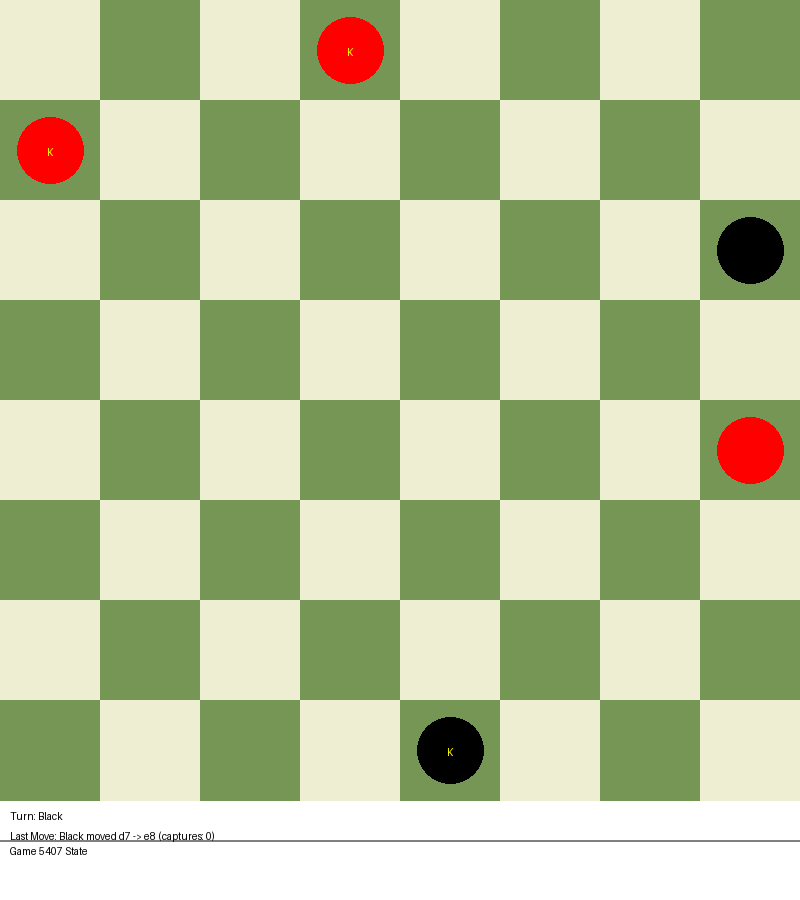 K
K
K
Turn: Black
Last Move: Black moved d7 -> e8 (captures: 0)
Game 5407 State